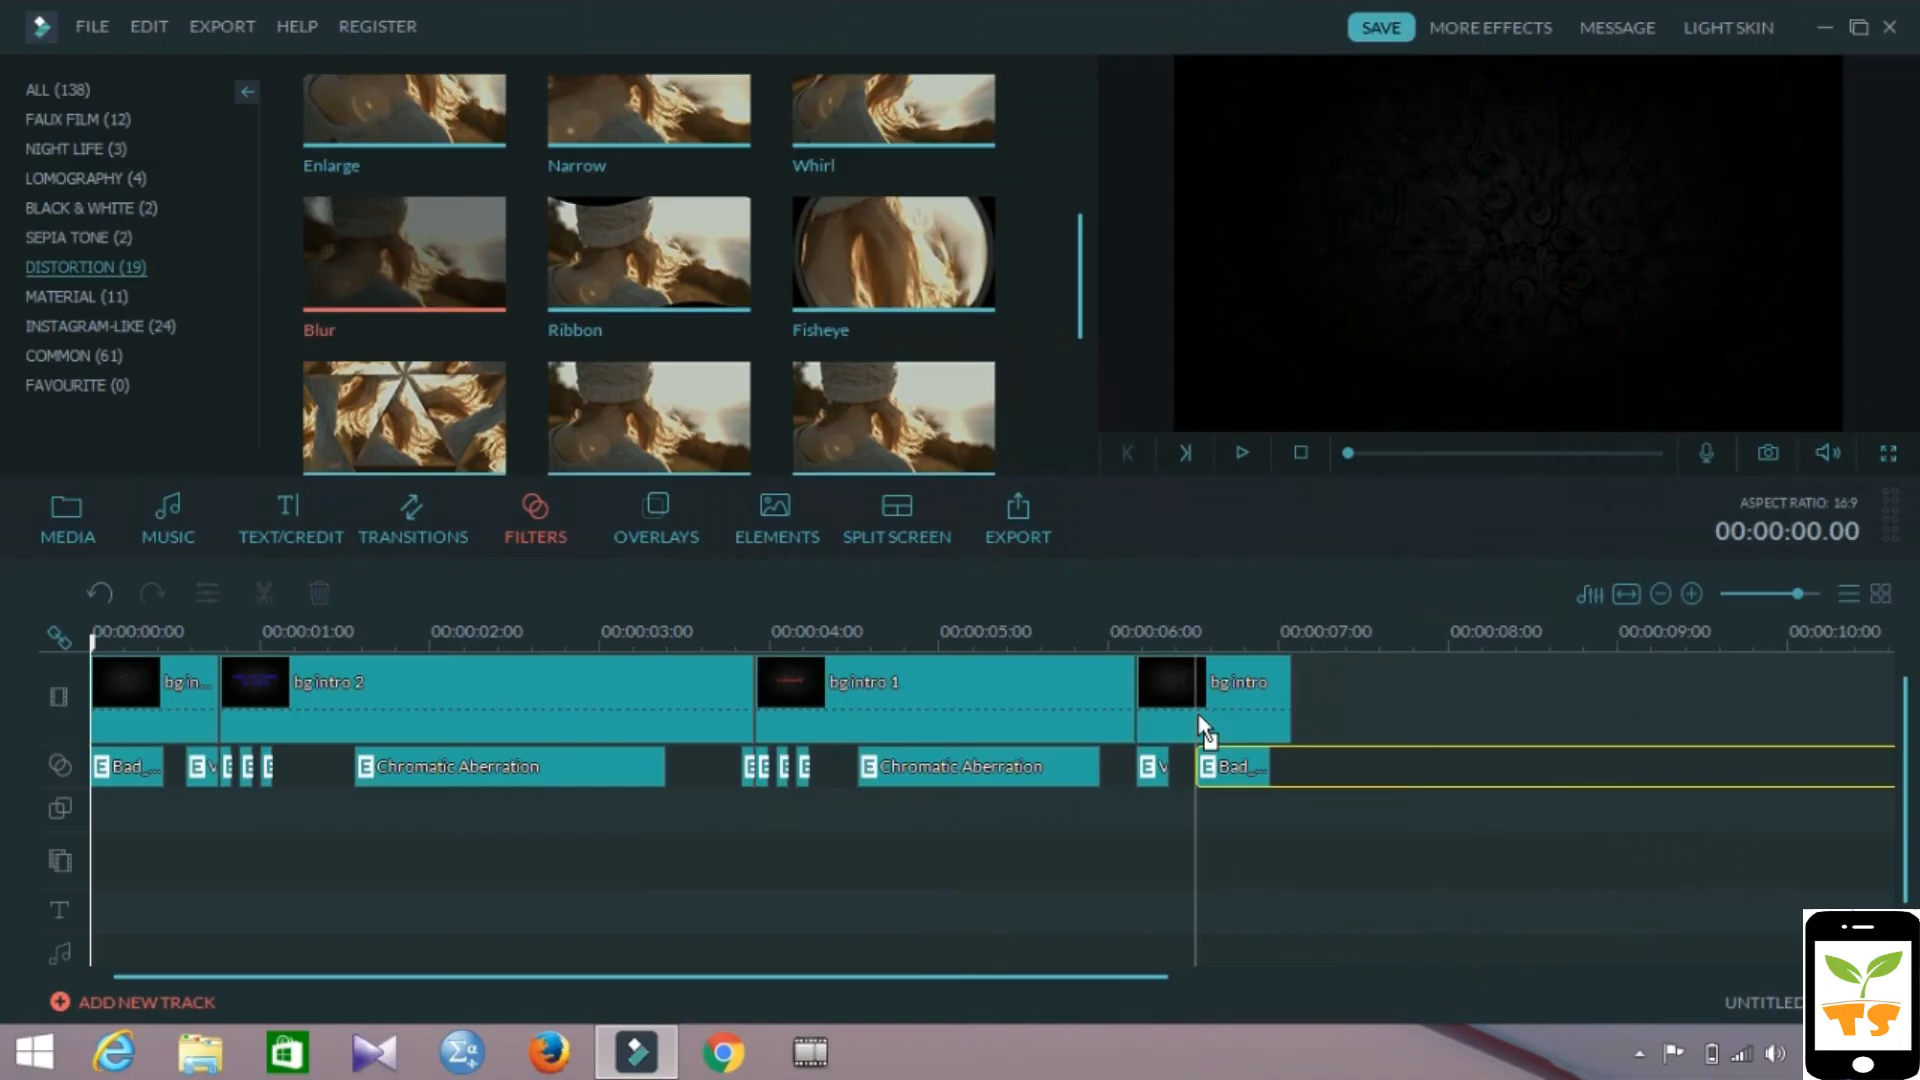 FILE EDIT EXPORT HELP REGISTER
SAVE MORE EFFECTS MESSAGE LIGHT SKIN
ALL (138)
FAUX FILM (12)
NIGHT LIFE (3)
LOMOGRAPHY (4)
BLACK & WHITE (2)
SEPIA TONE (2)
DISTORTION (19)
MATERIAL (11)
INSTAGRAM-LIKE (24)
COMMON (61)
FAVOURITE (0)
Enlarge Narrow Whirl
Blur Ribbon Fisheye
MEDIA MUSIC TEXT/CREDIT TRANSITIONS FILTERS OVERLAYS ELEMENTS SPLIT SCREEN EXPORT
ASPECT RATIO: 16:9
00:00:00.00
00:00:00:00 00:00:01:00 00:00:02:00 00:00:03:00 00:00:04:00 00:00:05:00 00:00:06:00 00:00:07:00 00:00:08:00 00:00:09:00 00:00:10:00
bg in... bg intro 2 bg intro 1 bg intro
E Bad_... E V E E E E Chromatic Aberration E E E E E Chromatic Aberration E V E Bad_...
ADD NEW TRACK
UNTITLED
TS